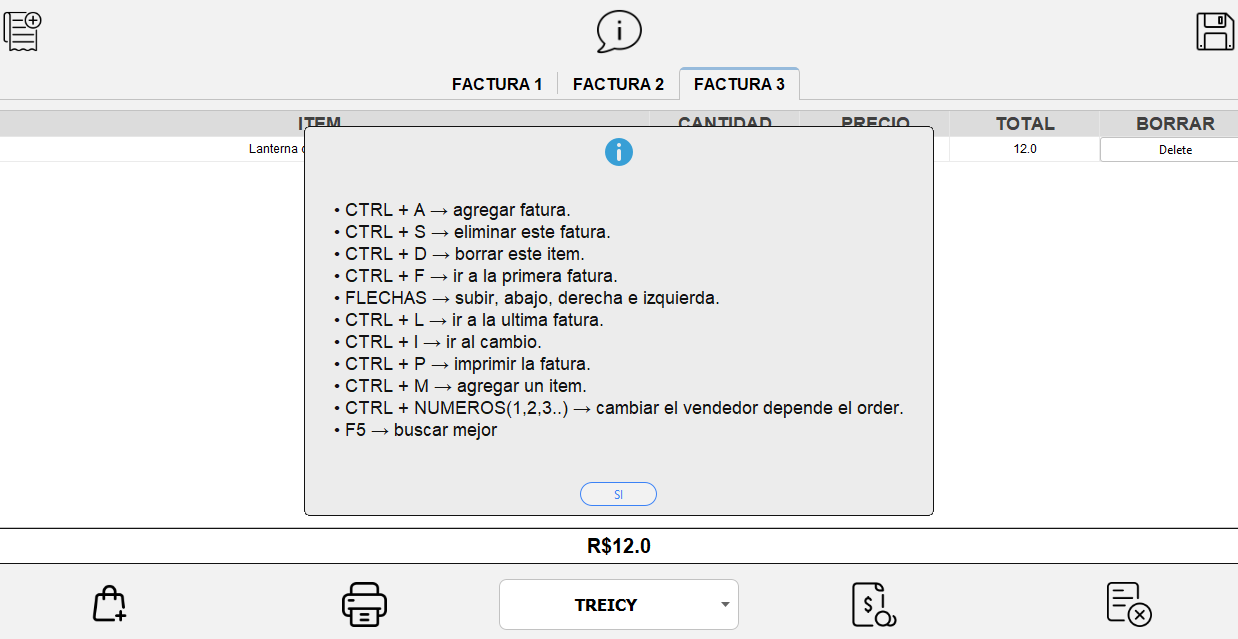 FACTURA 1 FACTURA 2 FACTURA 3
ITEM CANTIDAD PRECIO TOTAL BORRAR
Lanterna 12.0 Delete
• CTRL + A → agregar fatura.
• CTRL + S → eliminar este fatura.
• CTRL + D → borrar este item.
• CTRL + F → ir a la primera fatura.
• FLECHAS → subir, abajo, derecha e izquierda.
• CTRL + L → ir a la ultima fatura.
• CTRL + I → ir al cambio.
• CTRL + P → imprimir la fatura.
• CTRL + M → agregar un item.
• CTRL + NUMEROS(1,2,3..) → cambiar el vendedor depende el order.
• F5 → buscar mejor
SI
R$12.0
TREICY